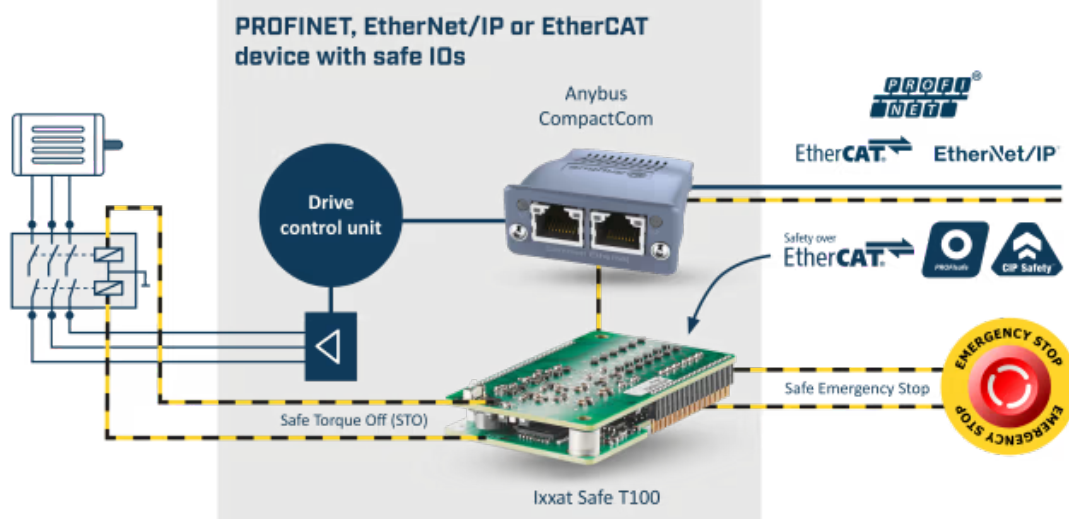 PROFINET, EtherNet/IP or EtherCAT
device with safe IOs
Anybus
CompactCom
PROFI
NET
®
EtherCAT®
EtherNet/IP
Drive
control unit
Safety over
EtherCAT®
PROFIsafe
CIP Safety
EMERGENCY STOP
EMERGENCY STOP
Safe Emergency Stop
Safe Torque Off (STO)
Ixxat Safe T100